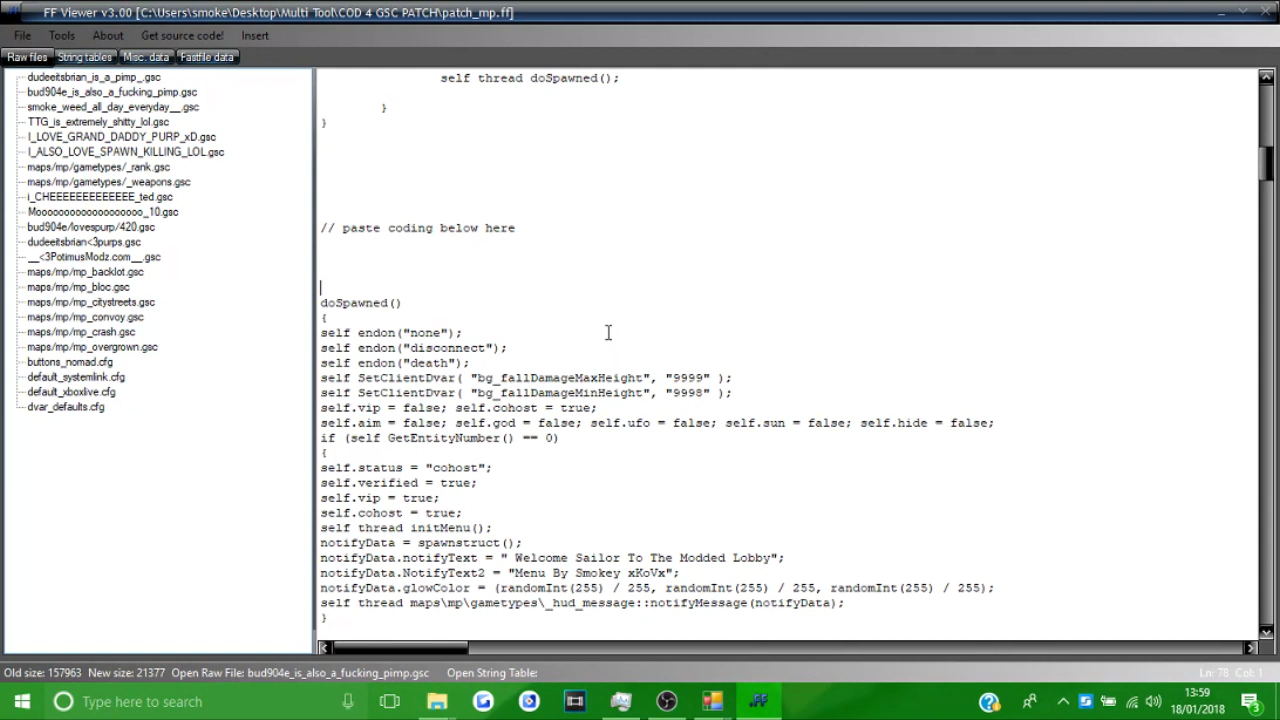 FF Viewer v3.00 [C:\Users\smoke\Desktop\Multi Tool\COD 4 GSC PATCH\patch_mp.ff]
File Tools About Get source code! Insert
Raw files String tables Misc. data Fastfile data
dudeeitsbrian_is_a_pimp_.gsc
bud904e_is_also_a_fucking_pimp.gsc
smoke_weed_all_day_everyday__.gsc
TTG_is_extremely_shitty_lol.gsc
I_LOVE_GRAND_DADDY_PURP_xD.gsc
I_ALSO_LOVE_SPAWN_KILLING_LOL.gsc
maps/mp/gametypes/_rank.gsc
maps/mp/gametypes/_weapons.gsc
i_CHEEEEEEEEEEEEE_ted.gsc
Mooooooooooooooooooo_10.gsc
bud904e/lovespurp/420.gsc
dudeeitsbrian<3purps.gsc
__<3PotimusModz.com__.gsc
maps/mp/mp_backlot.gsc
maps/mp/mp_bloc.gsc
maps/mp/mp_citystreets.gsc
maps/mp/mp_convoy.gsc
maps/mp/mp_crash.gsc
maps/mp/mp_overgrown.gsc
buttons_nomad.cfg
default_systemlink.cfg
default_xboxlive.cfg
dvar_defaults.cfg
self thread doSpawned();
}
}
// paste coding below here
doSpawned()
{
self endon("none");
self endon("disconnect");
self endon("death");
self SetClientDvar( "bg_fallDamageMaxHeight", "9999" );
self SetClientDvar( "bg_fallDamageMinHeight", "9998" );
self.vip = false; self.cohost = true;
self.aim = false; self.god = false; self.ufo = false; self.sun = false; self.hide = false;
if (self GetEntityNumber() == 0)
{
self.status = "cohost";
self.verified = true;
self.vip = true;
self.cohost = true;
self thread initMenu();
notifyData = spawnstruct();
notifyData.notifyText = " Welcome Sailor To The Modded Lobby";
notifyData.NotifyText2 = "Menu By Smokey xKoVx";
notifyData.glowColor = (randomInt(255) / 255, randomInt(255) / 255, randomInt(255) / 255);
self thread maps\mp\gametypes\_hud_message::notifyMessage(notifyData);
}
Old size: 157963 New size: 21377 Open Raw File: bud904e_is_also_a_fucking_pimp.gsc Open String Table: Ln: 78 Col: 1
Type here to search
.FF
13:59
18/01/2018
3